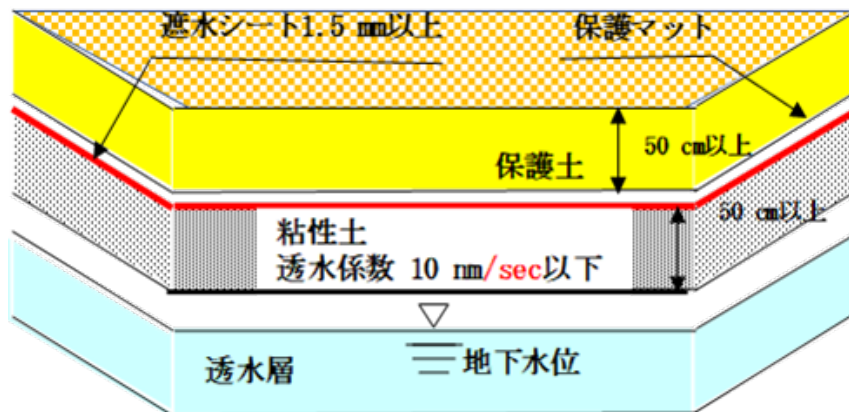 遮水シート1.5 mm以上
保護マット
50 cm以上
保護土
50 cm以上
粘性土
透水係数 10 nm/sec以下
透水層
地下水位